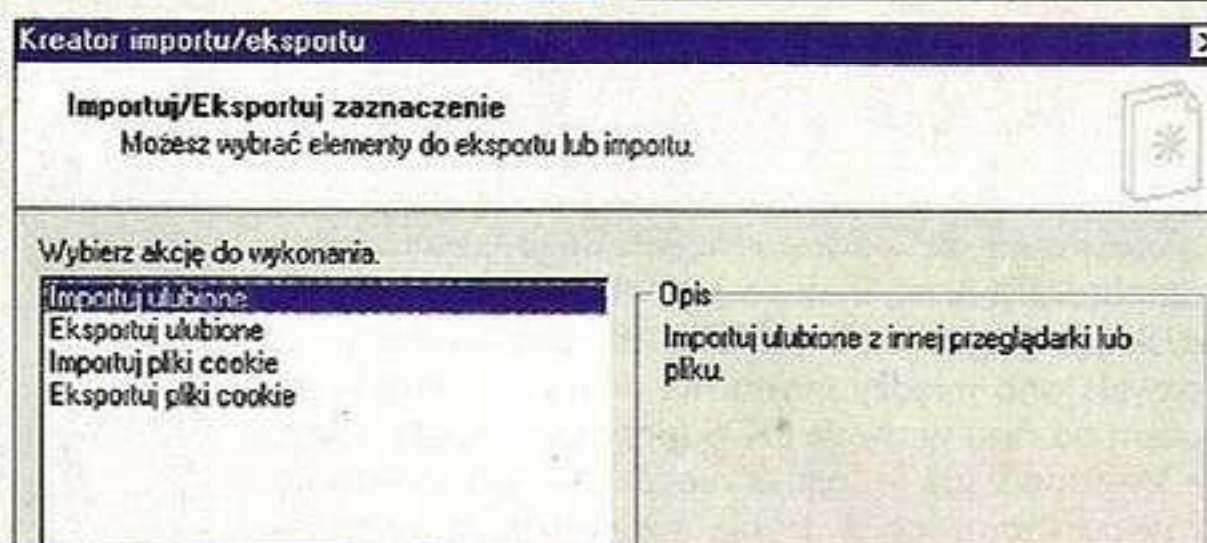 Kreator importu/eksportu
Importuj/Eksportuj zaznaczenie
Możesz wybrać elementy do eksportu lub importu.
Wybierz akcję do wykonania.
Importuj ulubione
Eksportuj ulubione
Importuj pliki cookie
Eksportuj pliki cookie
Opis
Importuj ulubione z innej przeglądarki lub
pliku.